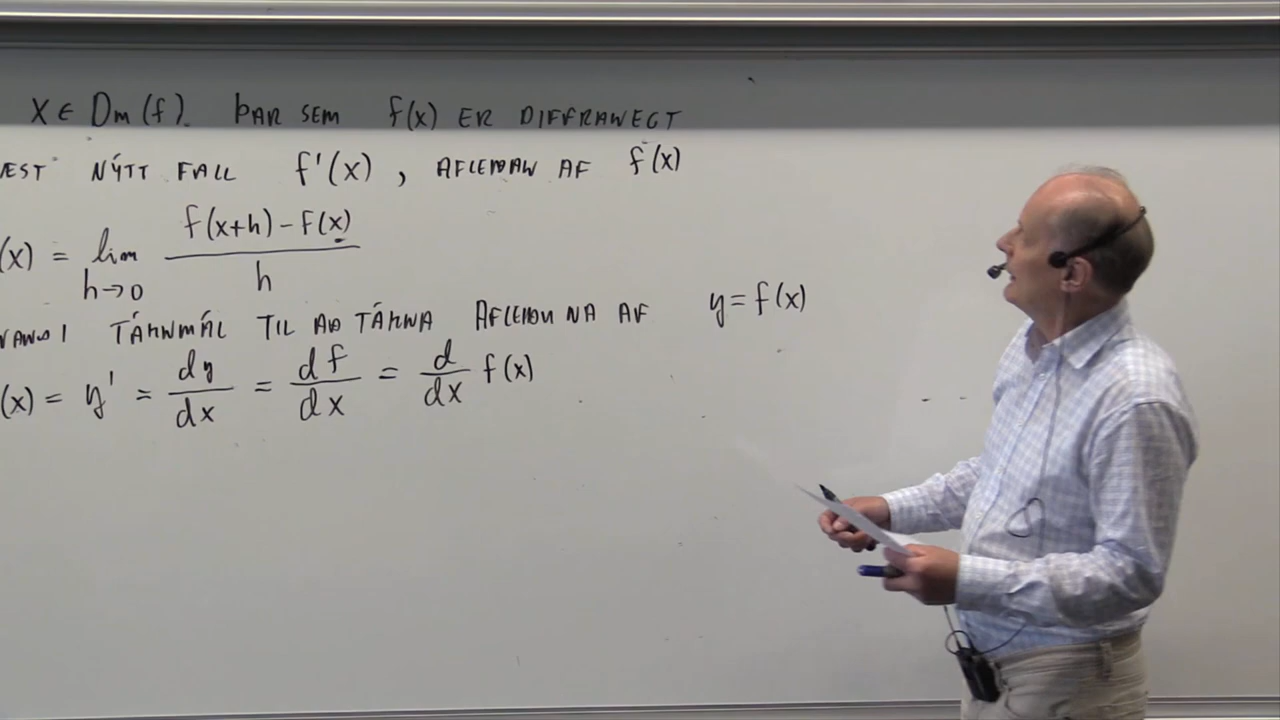 x ∈ Dm(f). ÞAR SEM f(x) ER DIFFRANLEGT
FÆST NÝTT FALL f'(x), AFLEIÐAN AF f(x)
(x) = lim h→0 f(x+h) - f(x) / h
TÁKNMÁL TIL AÐ TÁKNA AFLEIÐUNA AF y = f(x)
(x) = y' = dy/dx = df/dx = d/dx f(x)